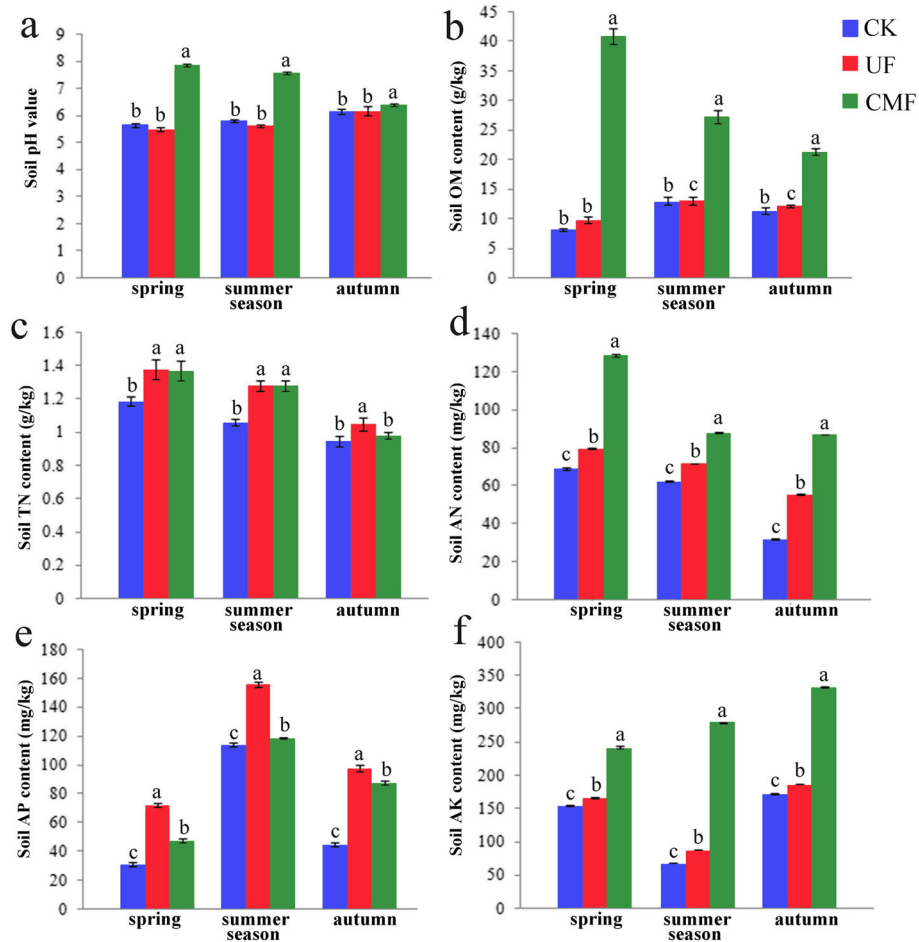 a
9
8
7
6
5
4
3
2
1
0
Soil pH value
b b a
b b a
b b a
spring summer autumn
season
b
45
40
35
30
25
20
15
10
5
0
Soil OM content (g/kg)
b b a
b c a
b c a
spring summer autumn
season
CK
UF
CMF
c
1.6
1.4
1.2
1
0.8
0.6
0.4
0.2
0
Soil TN content (g/kg)
b a a
b a a
b a b
spring summer autumn
season
d
140
120
100
80
60
40
20
0
Soil AN content (mg/kg)
c b a
c b a
c b a
spring summer autumn
season
e
180
160
140
120
100
80
60
40
20
0
Soil AP content (mg/kg)
c a b
c a b
c a b
spring summer autumn
season
f
400
350
300
250
200
150
100
50
0
Soil AK content (mg/kg)
c b a
c b a
c b a
spring summer autumn
season